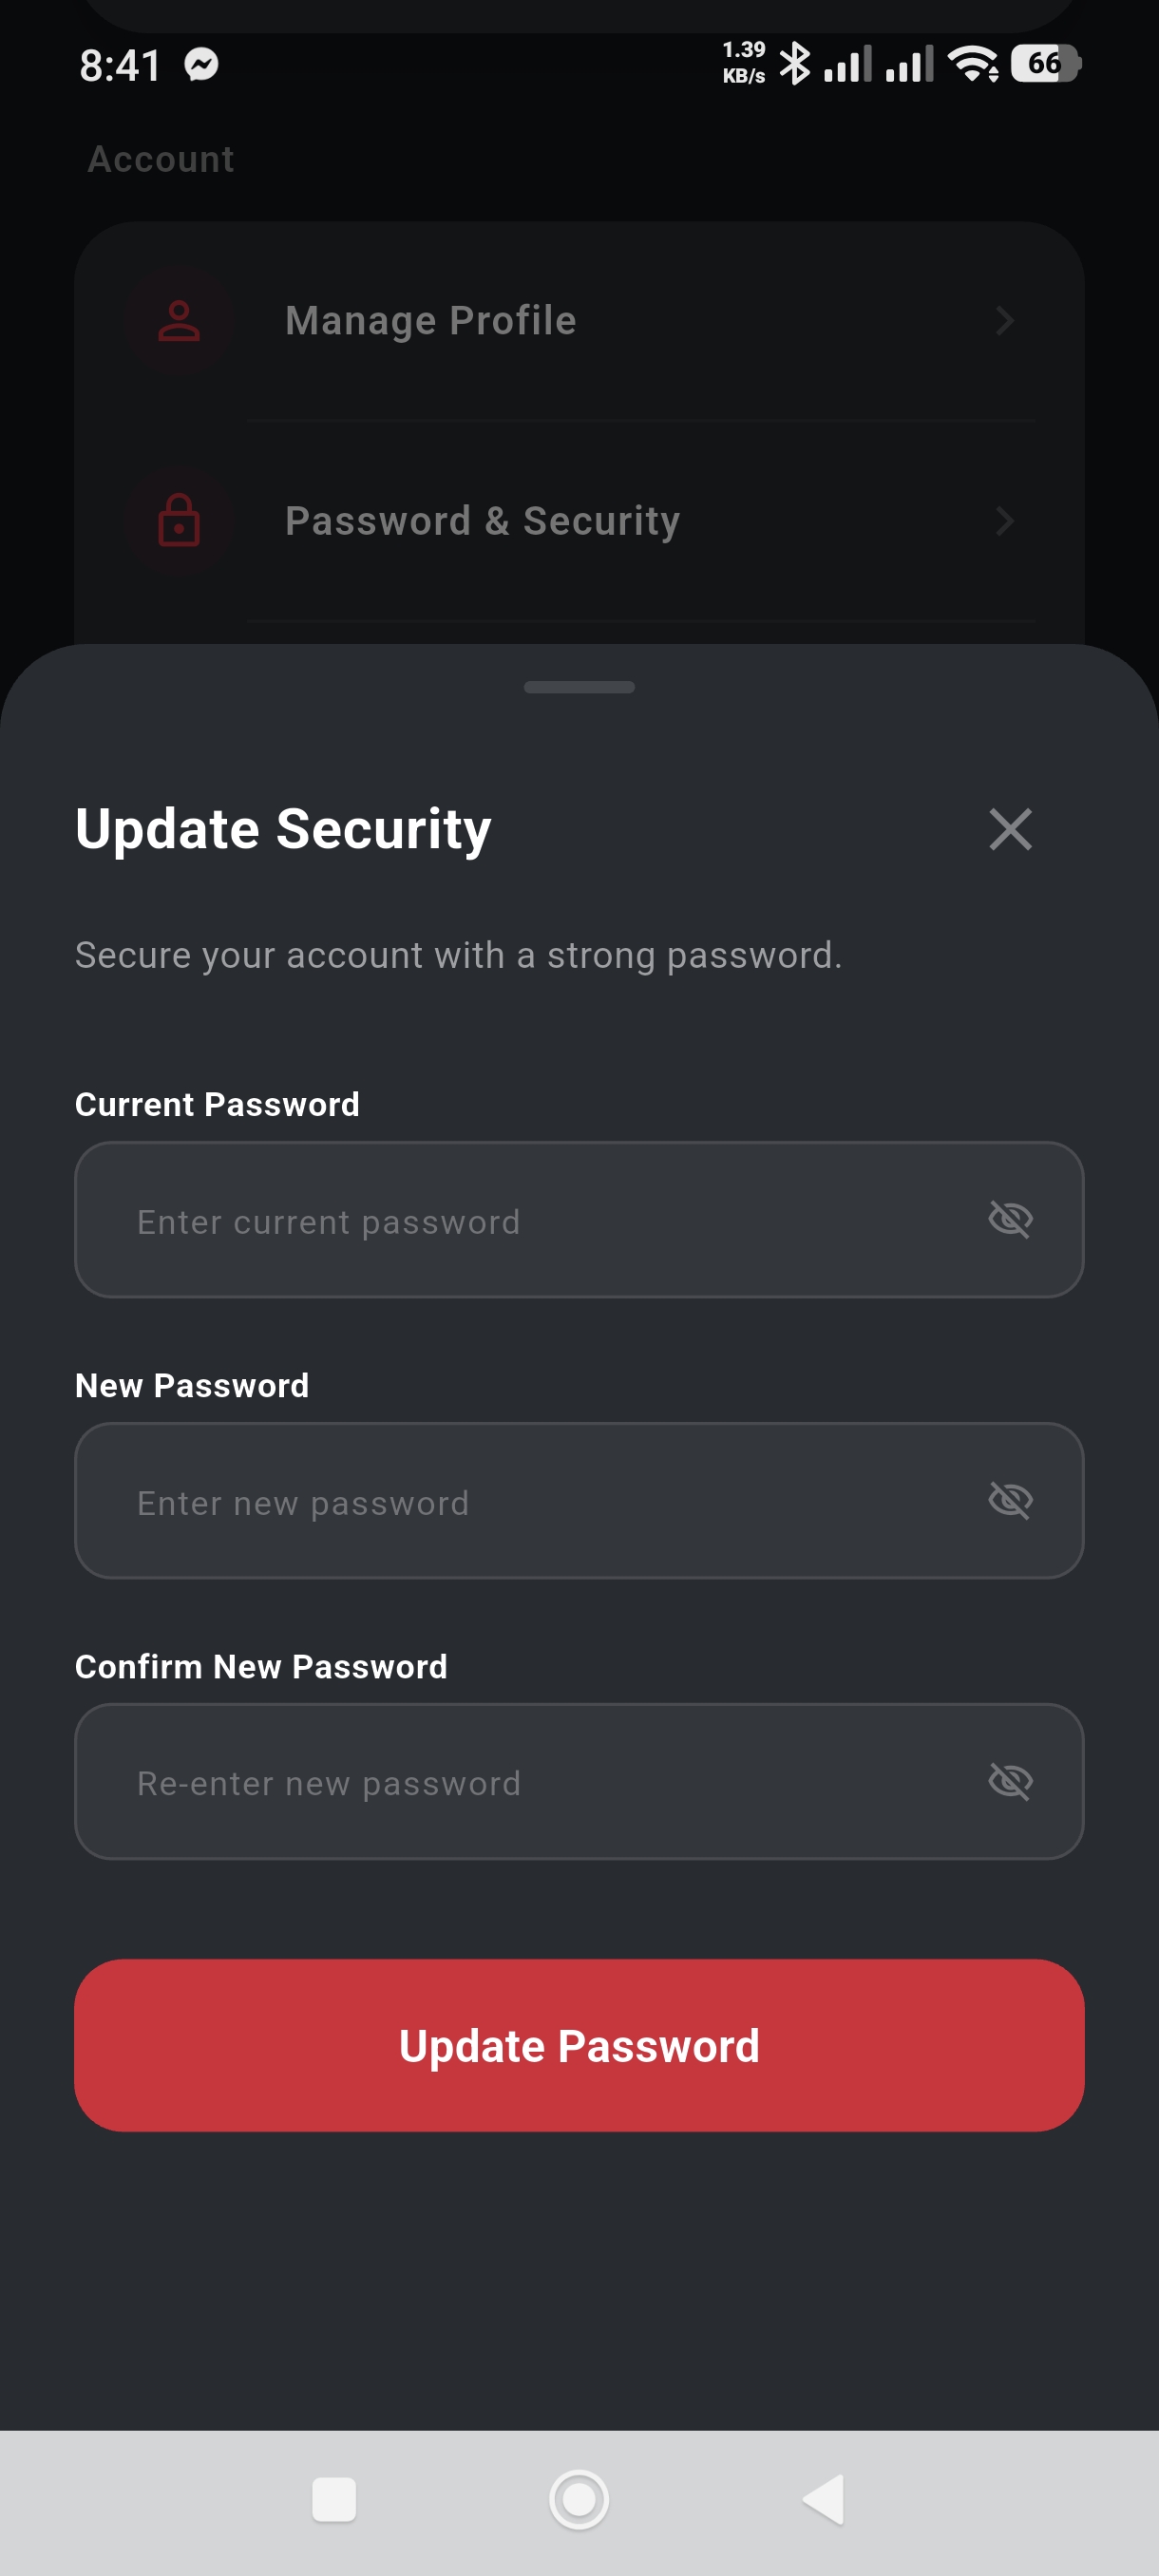 8:41
1.39
KB/s
66
Account
Manage Profile
Password & Security
Update Security
Secure your account with a strong password.
Current Password
Enter current password
New Password
Enter new password
Confirm New Password
Re-enter new password
Update Password